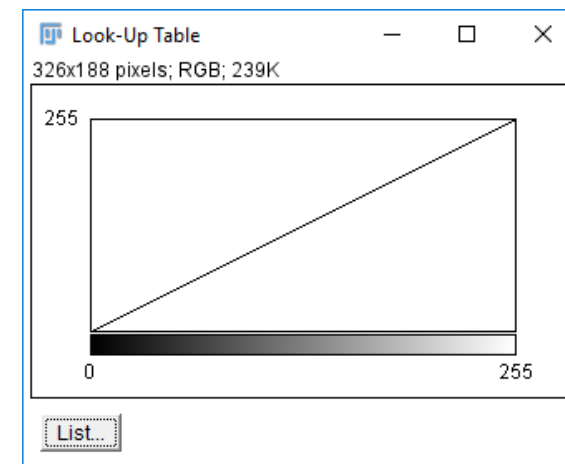 Look-Up Table
326x188 pixels; RGB; 239K
255
0 255
List...